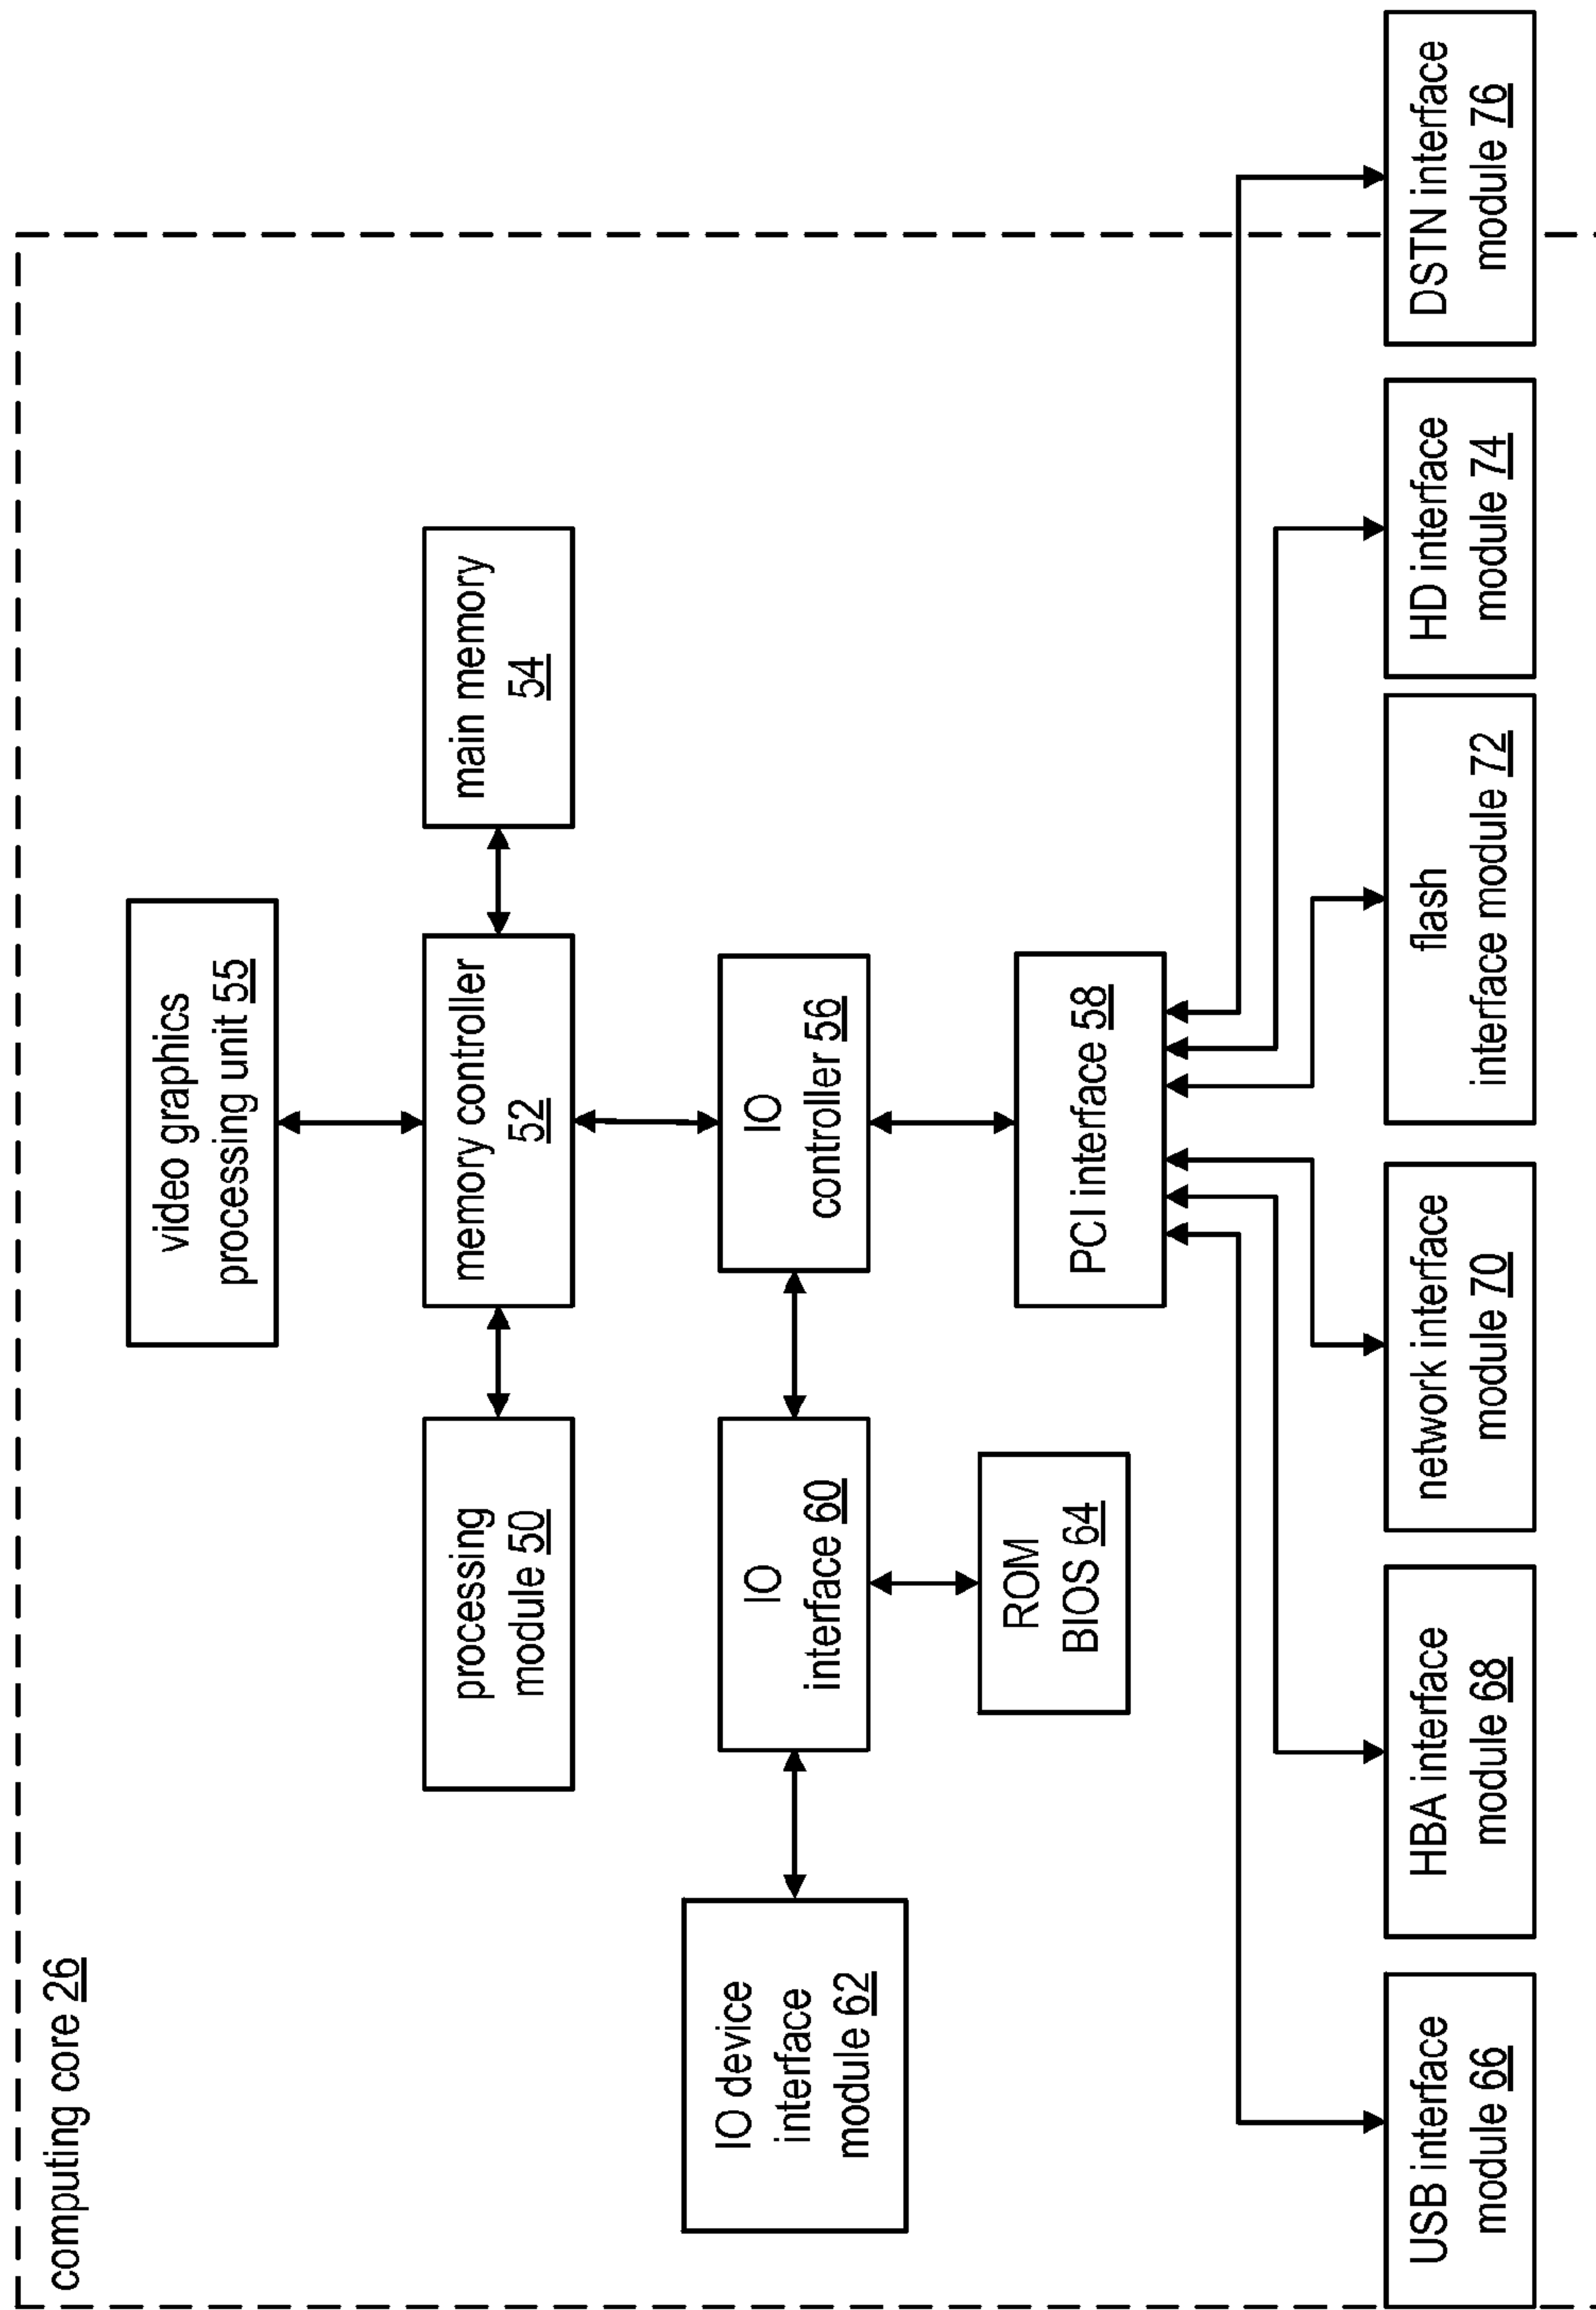 computing core 26
video graphics
processing unit 55
processing
module 50
memory controller
52
main memory
54
IO device
interface
module 62
IO
interface 60
IO
controller 56
ROM
BIOS 64
PCI interface 58
USB interface
module 66
HBA interface
module 68
network interface
module 70
flash
interface module 72
HD interface
module 74
DSTN interface
module 76